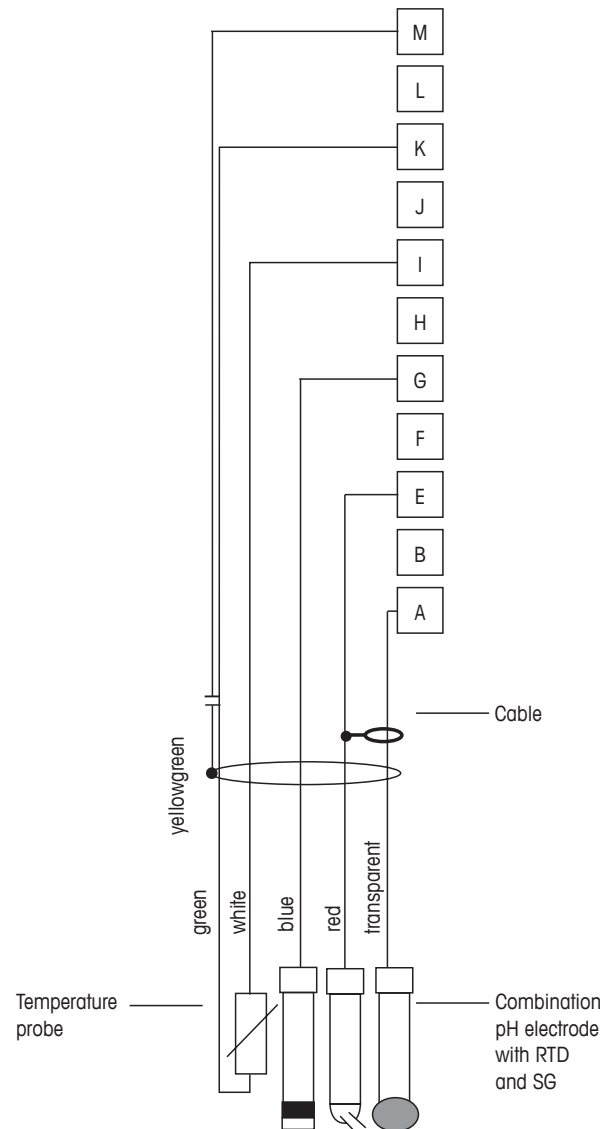 M
L
K
J
I
H
G
F
E
B
A
Cable
yellowgreen
green
white
blue
red
transparent
Temperature
probe
Combination
pH electrode
with RTD
and SG